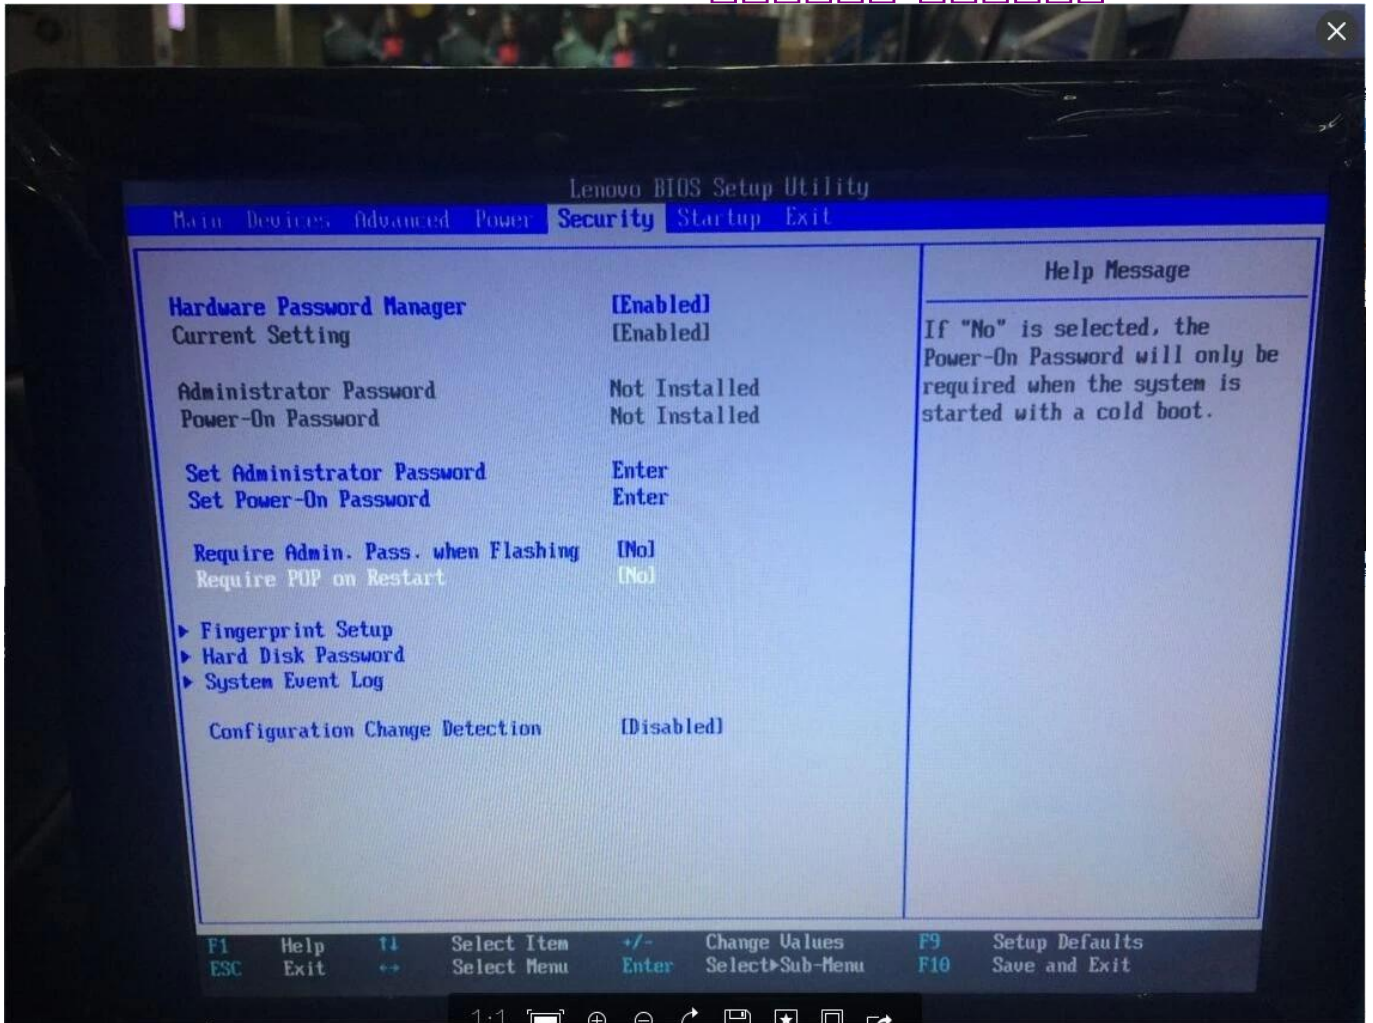 Lenovo BIOS Setup Utility
Main Devices Advanced Power Security Startup Exit
Hardware Password Manager [Enabled]
Current Setting [Enabled]
Administrator Password Not Installed
Power-On Password Not Installed
Set Administrator Password Enter
Set Power-On Password Enter
Require Admin. Pass. when Flashing [No]
Require POP on Restart [No]
Fingerprint Setup
Hard Disk Password
System Event Log
Configuration Change Detection [Disabled]
Help Message
If "No" is selected, the
Power-On Password will only be
required when the system is
started with a cold boot.
F1 Help ↑↓ Select Item +/- Change Values F9 Setup Defaults
ESC Exit ←→ Select Menu Enter Select▶Sub-Menu F10 Save and Exit
1:1